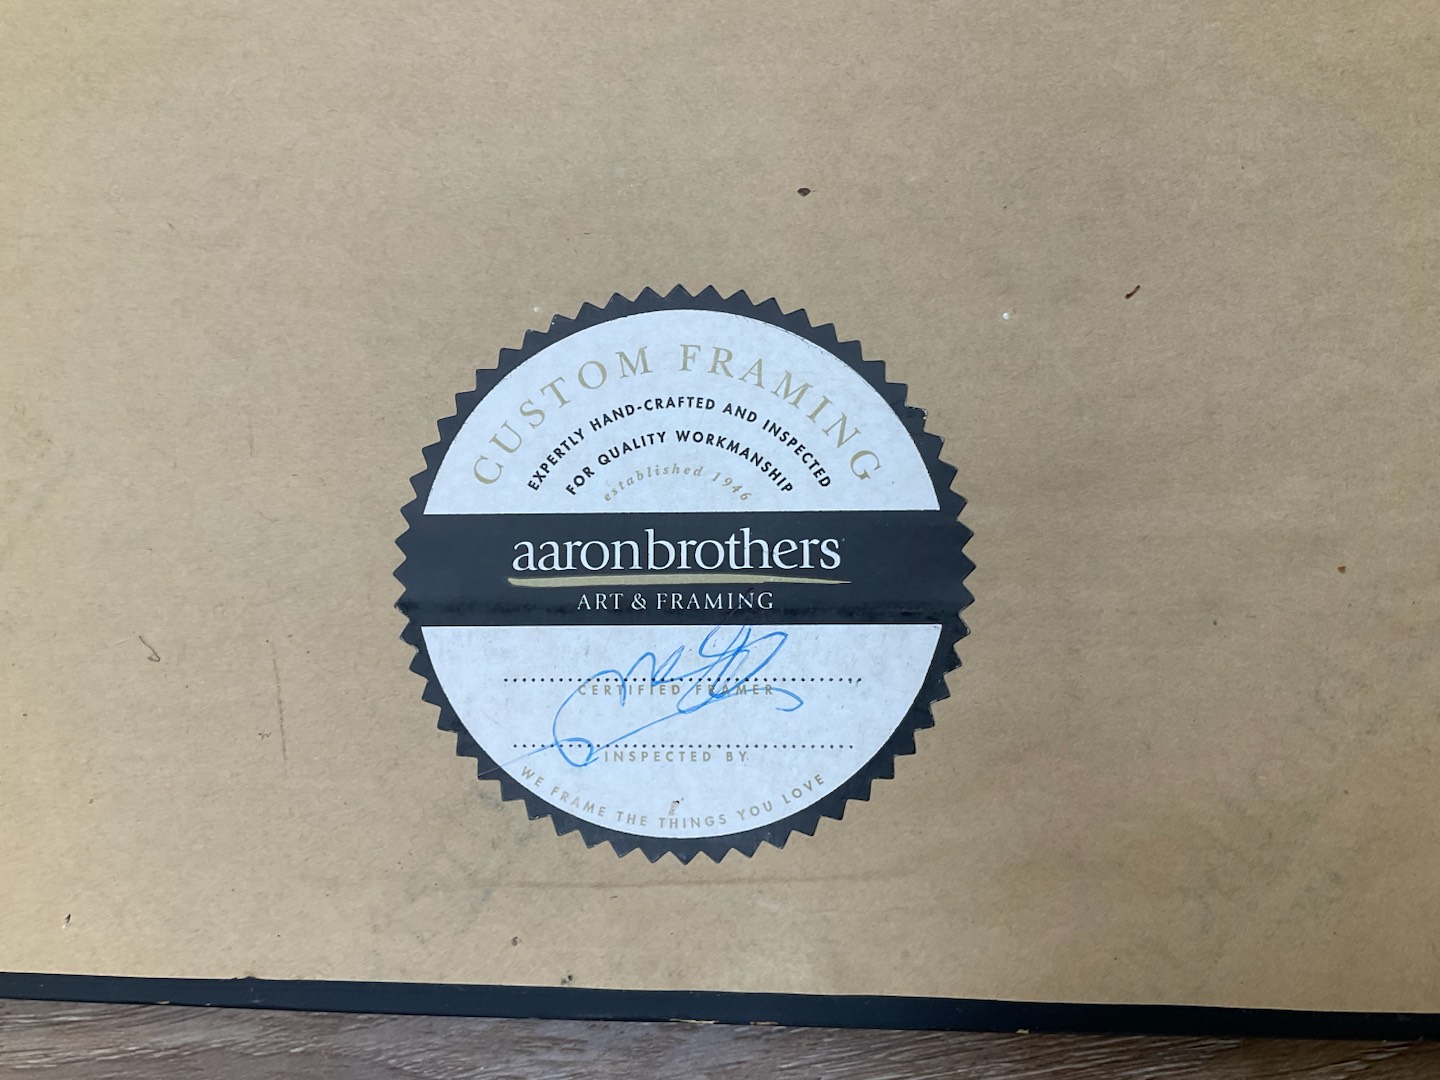 CUSTOM FRAMING
EXPERTLY HAND-CRAFTED AND INSPECTED
FOR QUALITY WORKMANSHIP
established 1946
aaronbrothers
ART & FRAMING
CERTIFIED FRAMER
INSPECTED BY
WE FRAME THE THINGS YOU LOVE